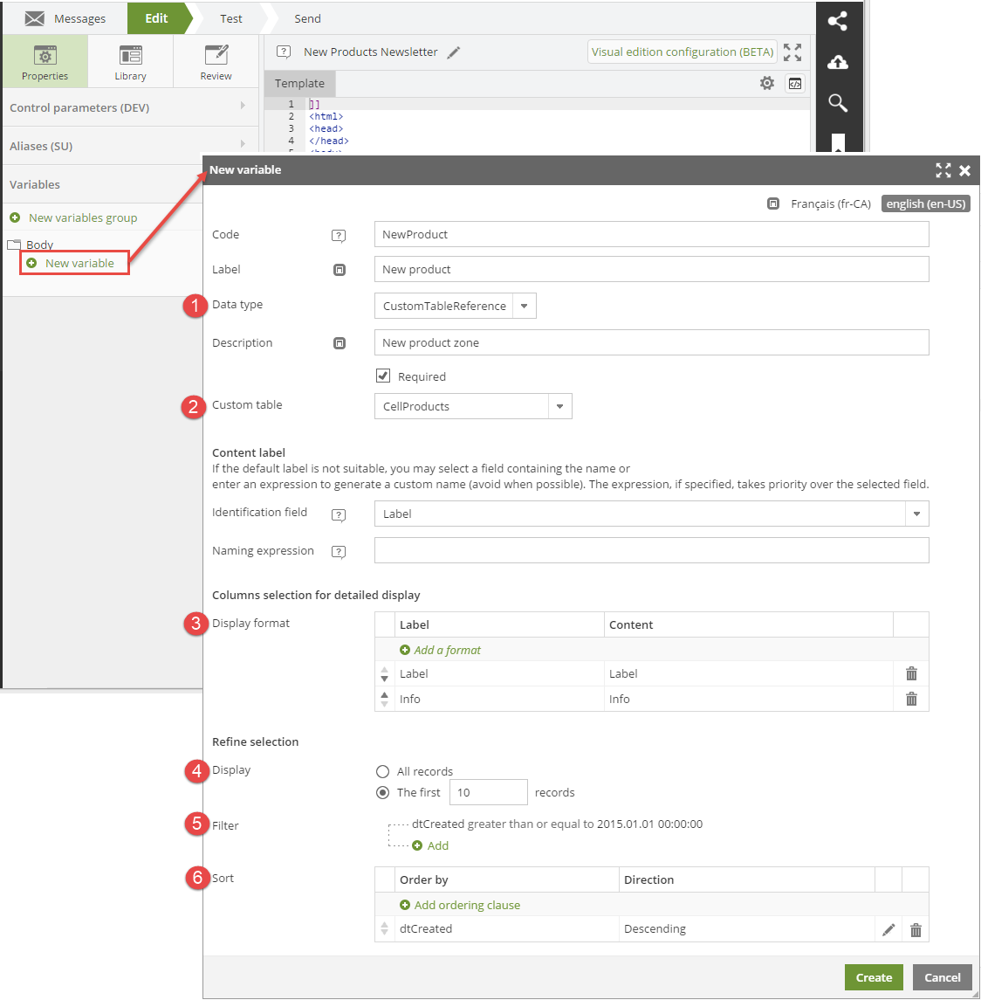 Messages
Edit
Test
Send
Properties
Library
Review
New Products Newsletter
Visual edition configuration (BETA)
Template
Control parameters (DEV)
Aliases (SU)
Variables
New variables group
Body
New variable
1 ]]
2 <html>
3 <head>
4 </head>
New variable
Français (fr-CA)
english (en-US)
Code
?
NewProduct
Label
New product
1
Data type
CustomTableReference
Description
New product zone
Required
2
Custom table
CellProducts
Content label
If the default label is not suitable, you may select a field containing the name or
enter an expression to generate a custom name (avoid when possible). The expression, if specified, takes priority over the selected field.
Identification field
?
Label
Naming expression
?
Columns selection for detailed display
3
Display format
Label
Content
Add a format
Label
Label
Info
Info
Refine selection
4
Display
All records
The first
10
records
5
Filter
dtCreated greater than or equal to 2015.01.01 00:00:00
Add
6
Sort
Order by
Direction
Add ordering clause
dtCreated
Descending
Create
Cancel